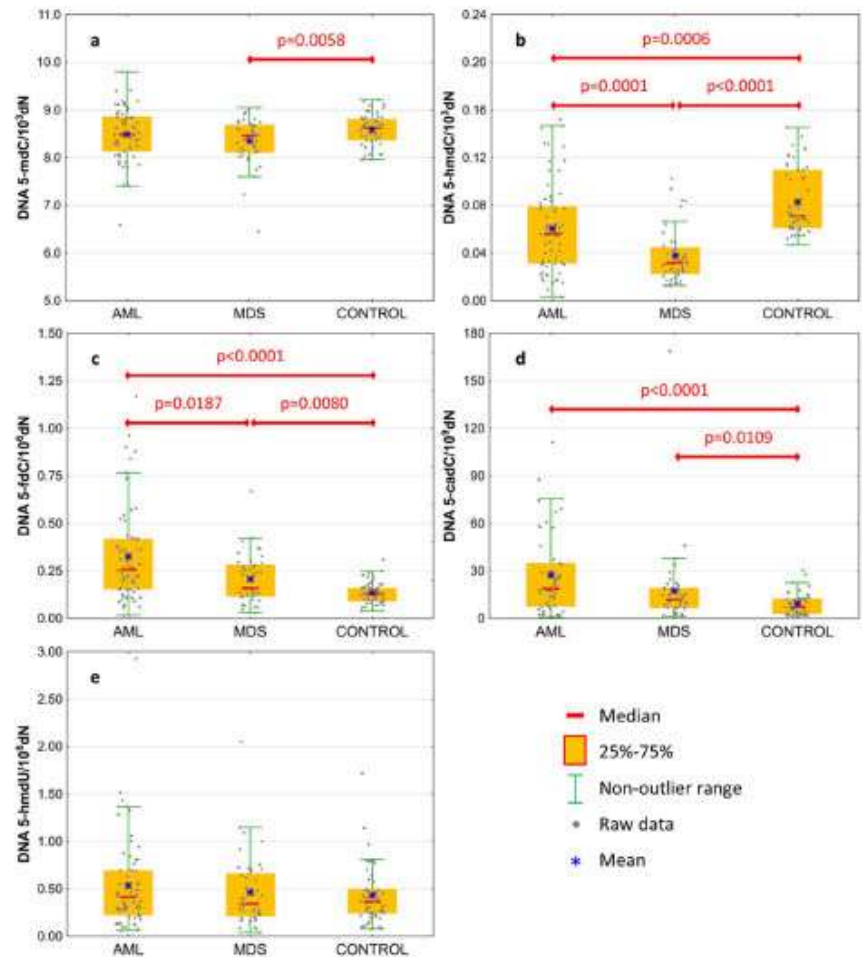 a
p=0.0058
DNA 5-mdC/10³dN
11.0
10.0
9.0
8.0
7.0
6.0
5.0
AML MDS CONTROL
b
p=0.0006
p=0.0001 p<0.0001
DNA 5-hmdC/10³dN
0.24
0.20
0.16
0.12
0.08
0.04
0.00
AML MDS CONTROL
c
p<0.0001
p=0.0187 p=0.0080
DNA 5-fdC/10⁶dN
1.50
1.25
1.00
0.75
0.50
0.25
0.00
AML MDS CONTROL
d
p<0.0001
p=0.0109
DNA 5-cadC/10⁹dN
180
150
120
90
60
30
0
AML MDS CONTROL
e
DNA 5-hmdU/10⁶dN
3.00
2.50
2.00
1.50
1.00
0.50
0.00
AML MDS CONTROL
Median
25%-75%
Non-outlier range
Raw data
Mean